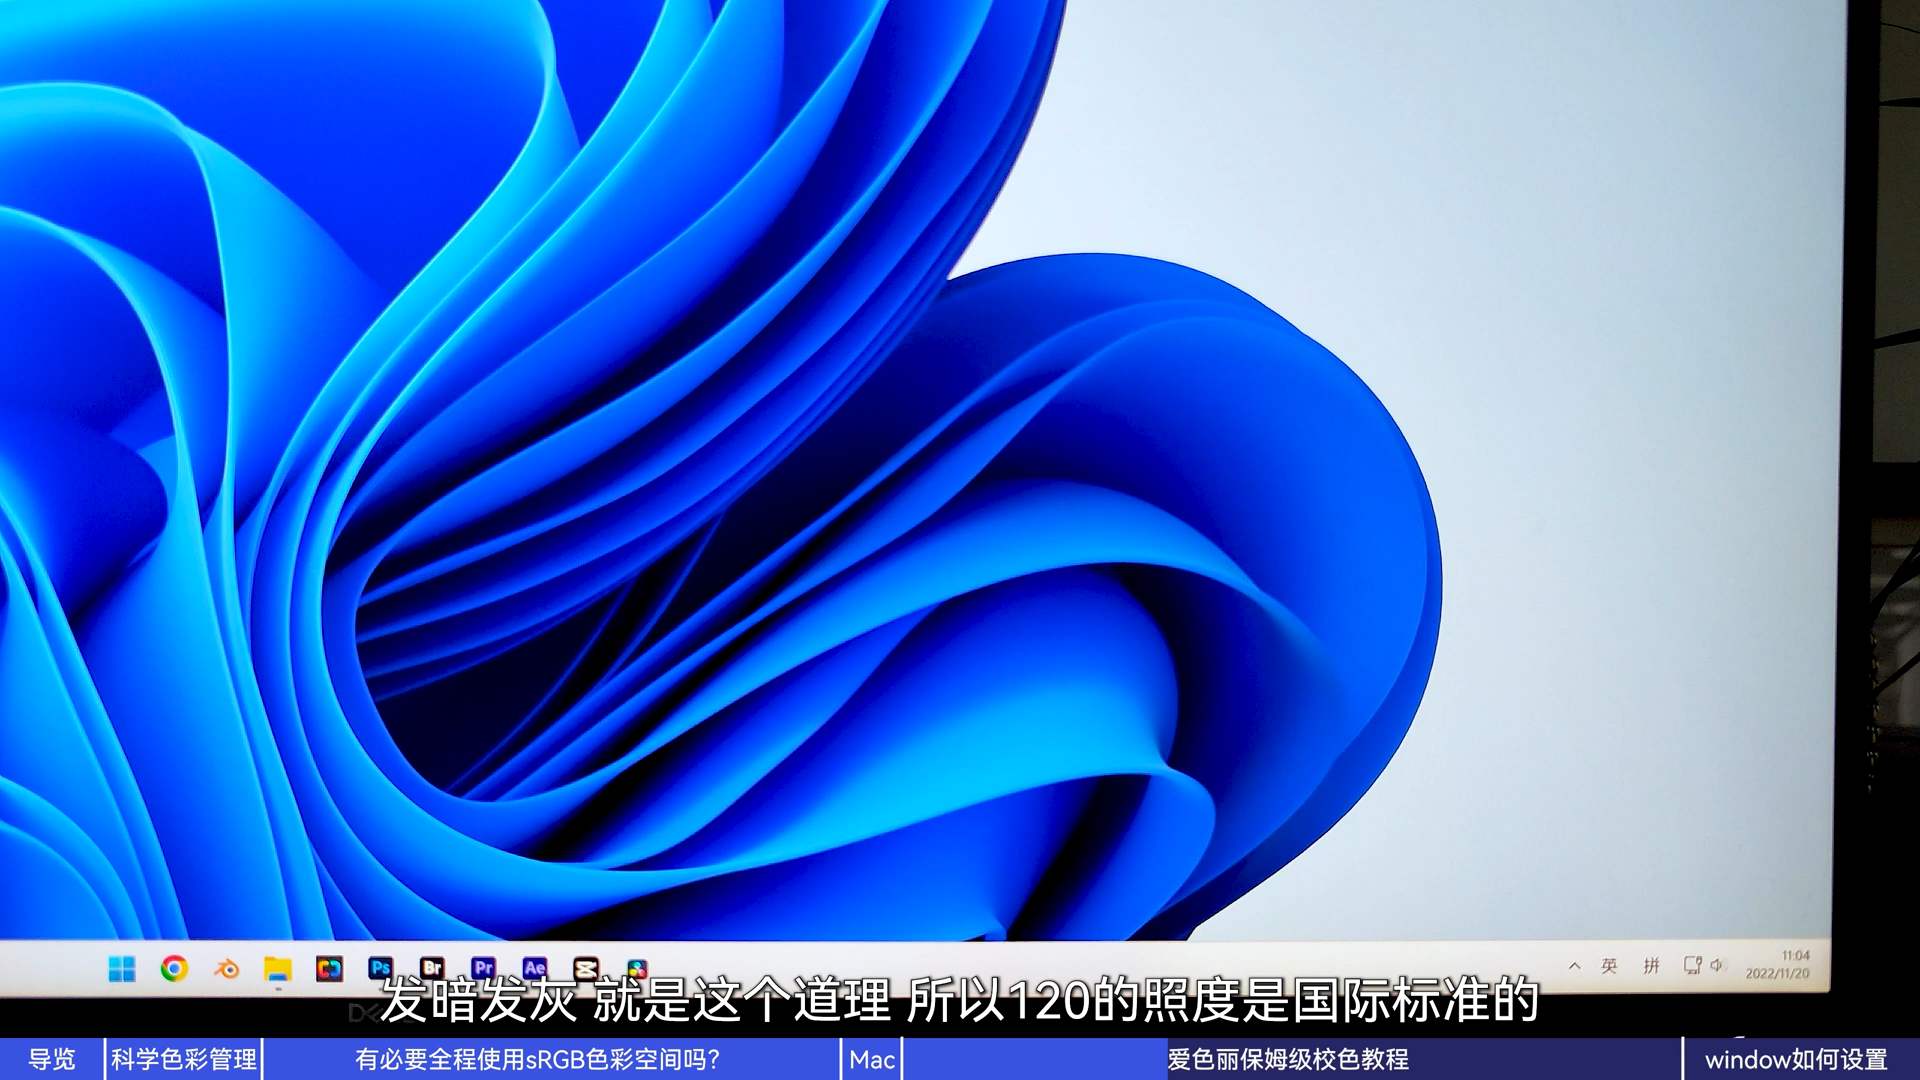 Ps
Br
Pr
Ae
英
拼
11:04
2022/11/20
发暗发灰 就是这个道理 所以120的照度是国际标准的
导览
科学色彩管理
有必要全程使用sRGB色彩空间吗?
Mac
爱色丽保姆级校色教程
window如何设置